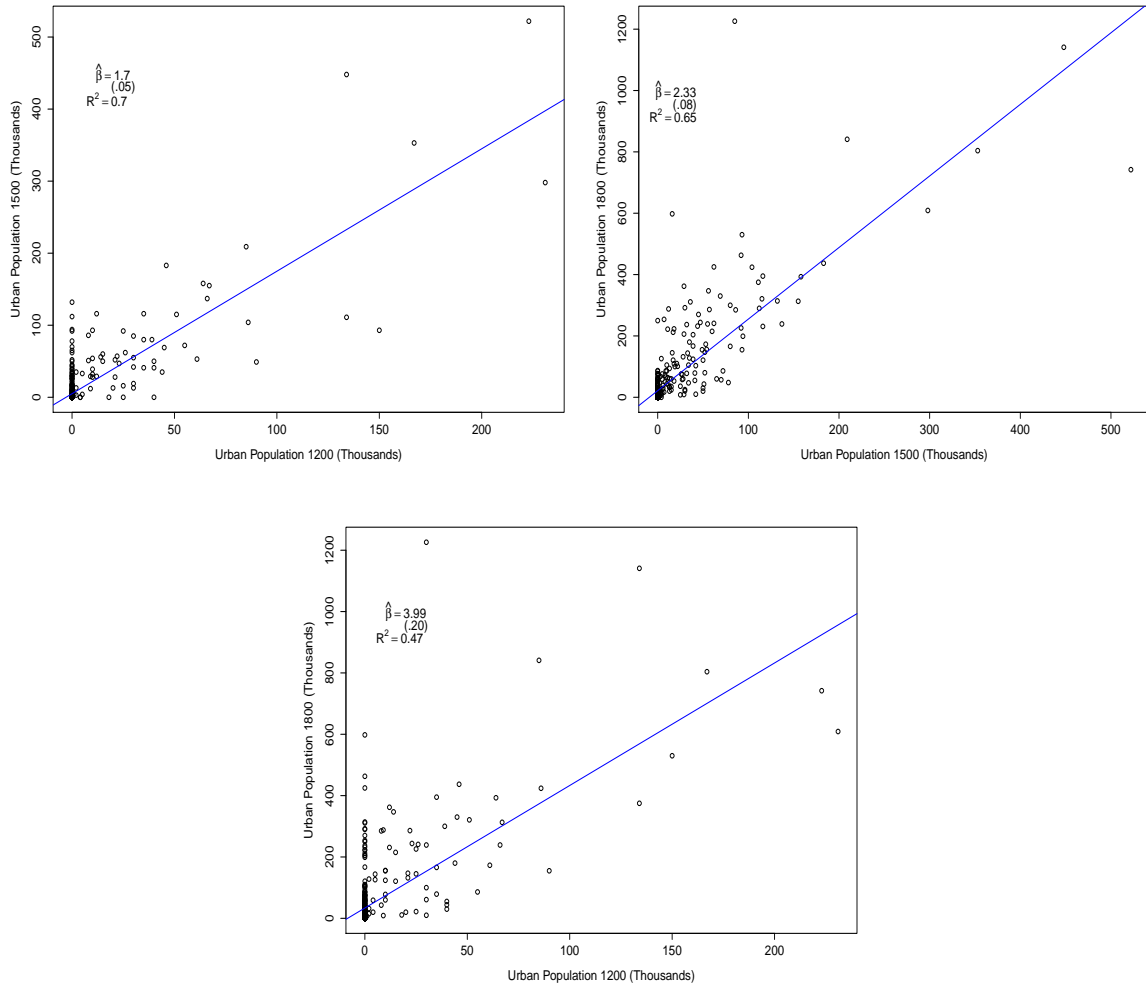 β̂ = 1.7
(.05)
R² = 0.7
Urban Population 1500 (Thousands)
0 100 200 300 400 500
0 50 100 150 200
Urban Population 1200 (Thousands)
β̂ = 2.33
(.08)
R² = 0.65
Urban Population 1800 (Thousands)
0 200 400 600 800 1000 1200
0 100 200 300 400 500
Urban Population 1500 (Thousands)
β̂ = 3.99
(.20)
R² = 0.47
Urban Population 1800 (Thousands)
0 200 400 600 800 1000 1200
0 50 100 150 200
Urban Population 1200 (Thousands)